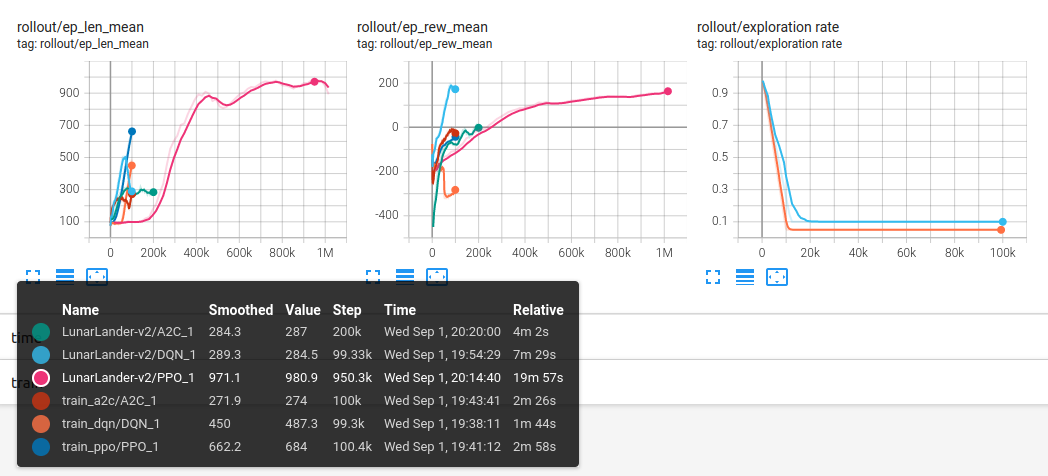 rollout/ep_len_mean
tag: rollout/ep_len_mean
900
700
500
300
100
0 200k 400k 600k 800k 1M
rollout/ep_rew_mean
tag: rollout/ep_rew_mean
200
0
-200
-400
0 200k 400k 600k 800k 1M
rollout/exploration rate
tag: rollout/exploration rate
0.9
0.7
0.5
0.3
0.1
0 20k 40k 60k 80k 100k
Name Smoothed Value Step Time Relative
LunarLander-v2/A2C_1 284.3 287 200k Wed Sep 1, 20:20:00 4m 2s
LunarLander-v2/DQN_1 289.3 284.5 99.33k Wed Sep 1, 19:54:29 7m 29s
LunarLander-v2/PPO_1 971.1 980.9 950.3k Wed Sep 1, 20:14:40 19m 57s
train_a2c/A2C_1 271.9 274 100k Wed Sep 1, 19:43:41 2m 26s
train_dqn/DQN_1 450 487.3 99.3k Wed Sep 1, 19:38:11 1m 44s
train_ppo/PPO_1 662.2 684 100.4k Wed Sep 1, 19:41:12 2m 58s